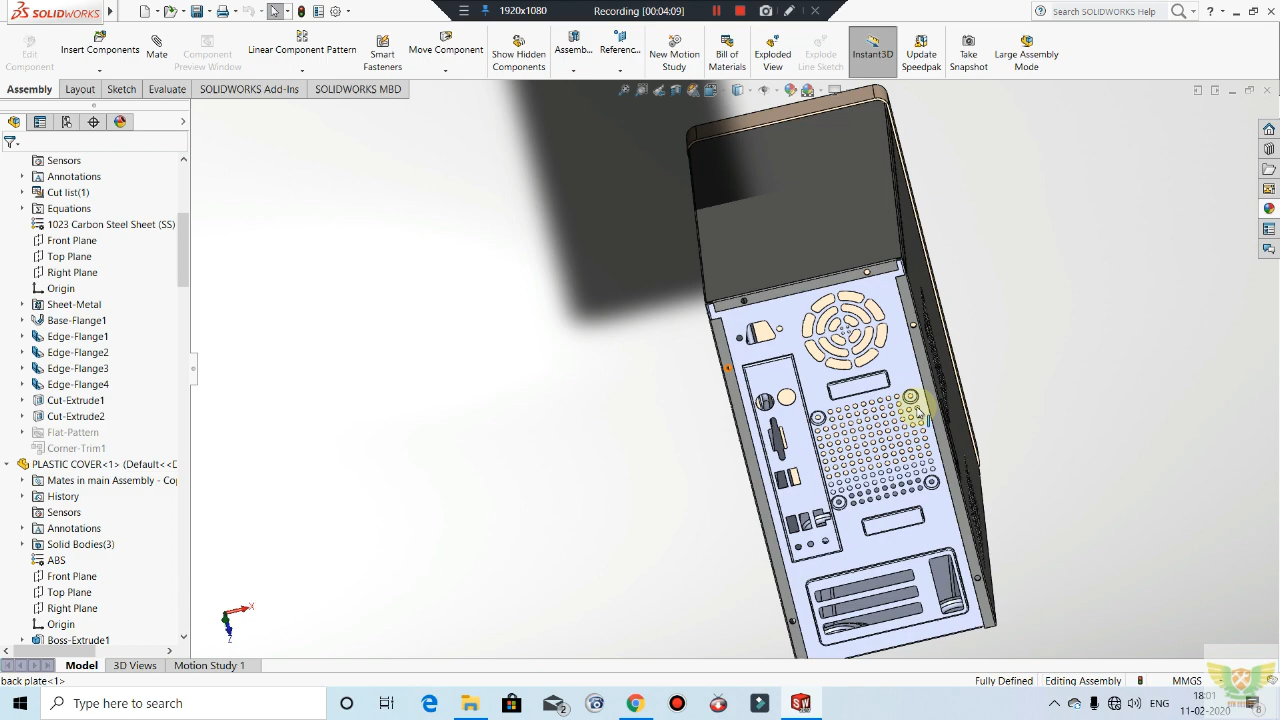 SOLIDWORKS
1920x1080
Recording [00:04:09]
Search SOLIDWORKS Help
Edit Component
Insert Components
Mate
Component Preview Window
Linear Component Pattern
Smart Fasteners
Move Component
Show Hidden Components
Assemb...
Referenc...
New Motion Study
Bill of Materials
Exploded View
Explode Line Sketch
Instant3D
Update Speedpak
Take Snapshot
Large Assembly Mode
Assembly
Layout
Sketch
Evaluate
SOLIDWORKS Add-Ins
SOLIDWORKS MBD
Sensors
Annotations
Cut list(1)
Equations
1023 Carbon Steel Sheet (SS)
Front Plane
Top Plane
Right Plane
Origin
Sheet-Metal
Base-Flange1
Edge-Flange1
Edge-Flange2
Edge-Flange3
Edge-Flange4
Cut-Extrude1
Cut-Extrude2
Flat-Pattern
Corner-Trim1
PLASTIC COVER<1> (Default<<D
Mates in main Assembly - Cop
History
Sensors
Annotations
Solid Bodies(3)
ABS
Front Plane
Top Plane
Right Plane
Origin
Boss-Extrude1
X
Z
Model
3D Views
Motion Study 1
back plate<1>
Fully Defined
Editing Assembly
MMGS
Type here to search
2
ENG
18:01
11-02-2020
8